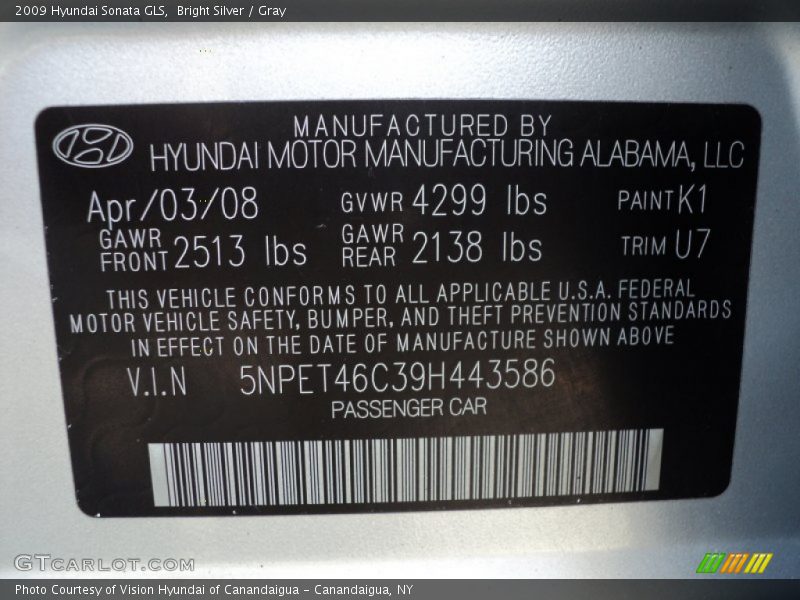 2009 Hyundai Sonata GLS,  Bright Silver / Gray
MANUFACTURED BY
HYUNDAI MOTOR MANUFACTURING ALABAMA, LLC
Apr/03/08 GVWR 4299 lbs PAINT K1
GAWR FRONT 2513 lbs GAWR REAR 2138 lbs TRIM U7
THIS VEHICLE CONFORMS TO ALL APPLICABLE U.S.A. FEDERAL
MOTOR VEHICLE SAFETY, BUMPER, AND THEFT PREVENTION STANDARDS
IN EFFECT ON THE DATE OF MANUFACTURE SHOWN ABOVE
V.I.N 5NPET46C39H443586
PASSENGER CAR
GTCARLOT.COM
Photo Courtesy of Vision Hyundai of Canandaigua - Canandaigua, NY